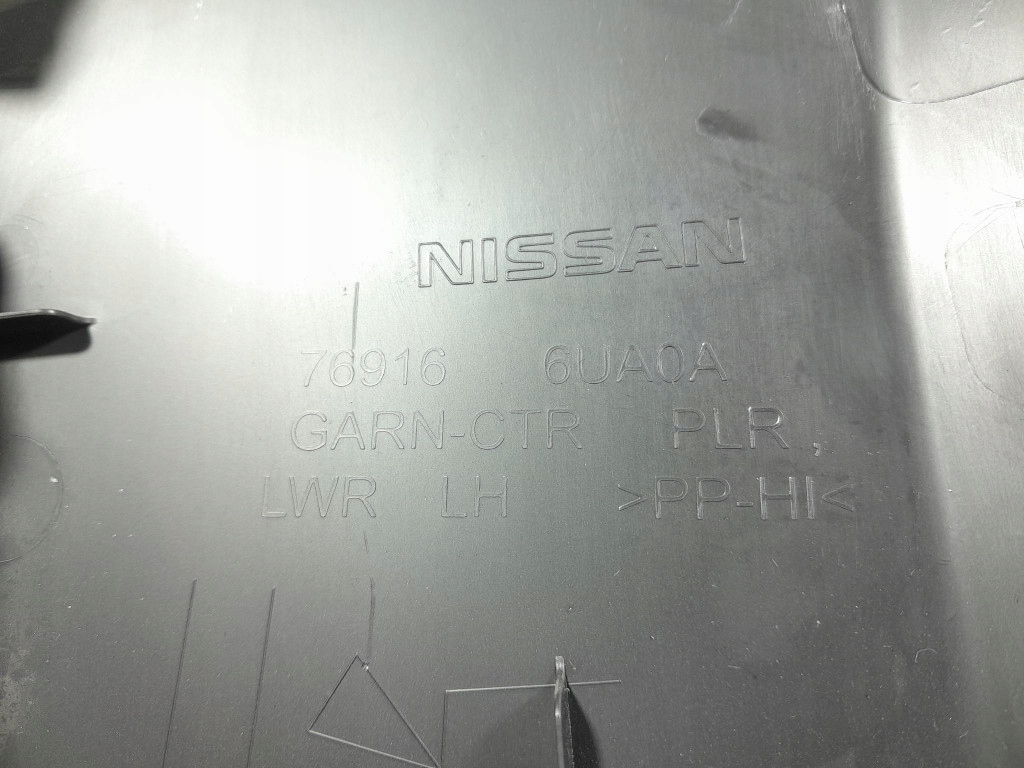 NISSAN
76916 6UA0A
GARN-CTR PLR,
LWR LH >PP-HI<